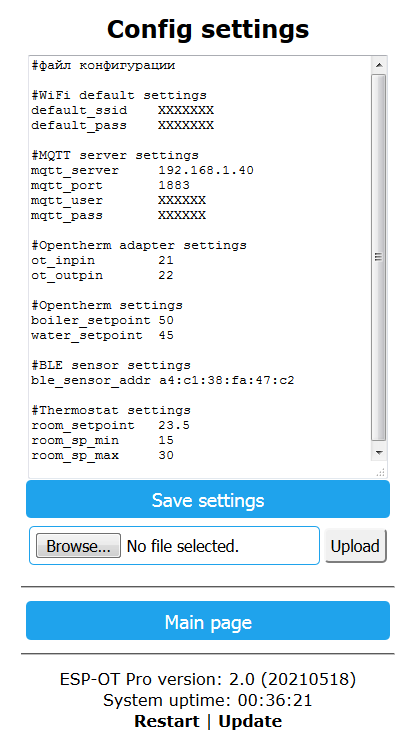 Config settings
#файл конфигурации
#WiFi default settings
default_ssid XXXXXXX
default_pass XXXXXXX
#MQTT server settings
mqtt_server 192.168.1.40
mqtt_port 1883
mqtt_user XXXXXX
mqtt_pass XXXXXX
#Opentherm adapter settings
ot_inpin 21
ot_outpin 22
#Opentherm settings
boiler_setpoint 50
water_setpoint 45
#BLE sensor settings
ble_sensor_addr a4:c1:38:fa:47:c2
#Thermostat settings
room_setpoint 23.5
room_sp_min 15
room_sp_max 30
Save settings
Browse... No file selected. Upload
Main page
ESP-OT Pro version: 2.0 (20210518)
System uptime: 00:36:21
Restart | Update